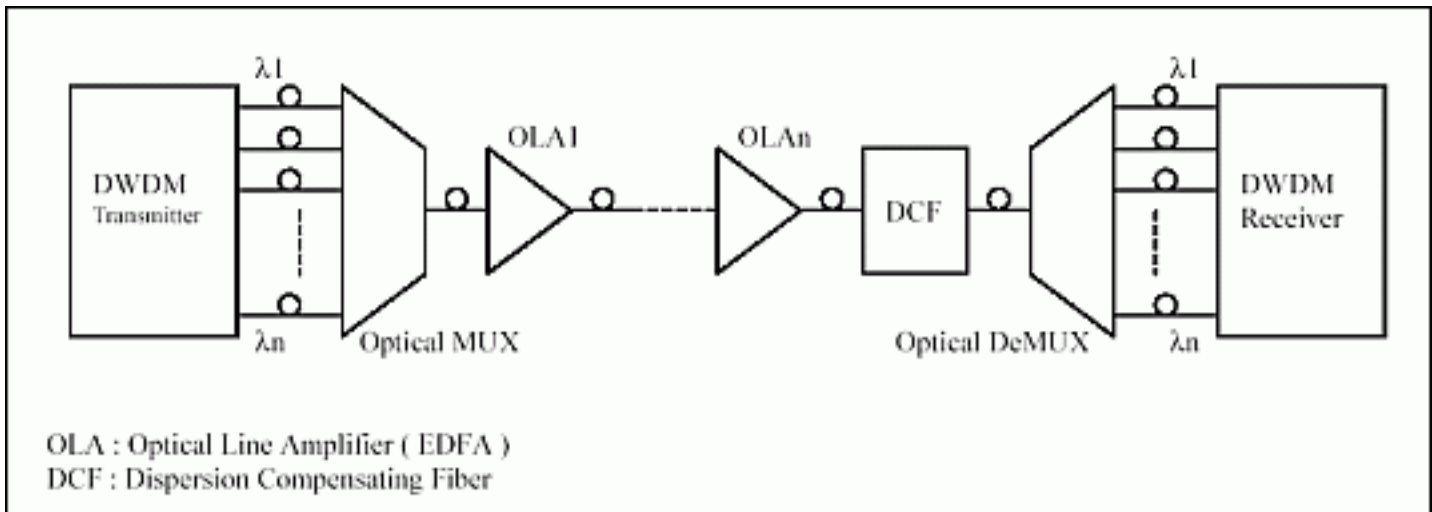 λ1
λ1
OLA1
OLAn
DWDM
Transmitter
DCF
DWDM
Receiver
λn
Optical MUX
Optical DeMUX
λn
OLA : Optical Line Amplifier ( EDFA )
DCF : Dispersion Compensating Fiber